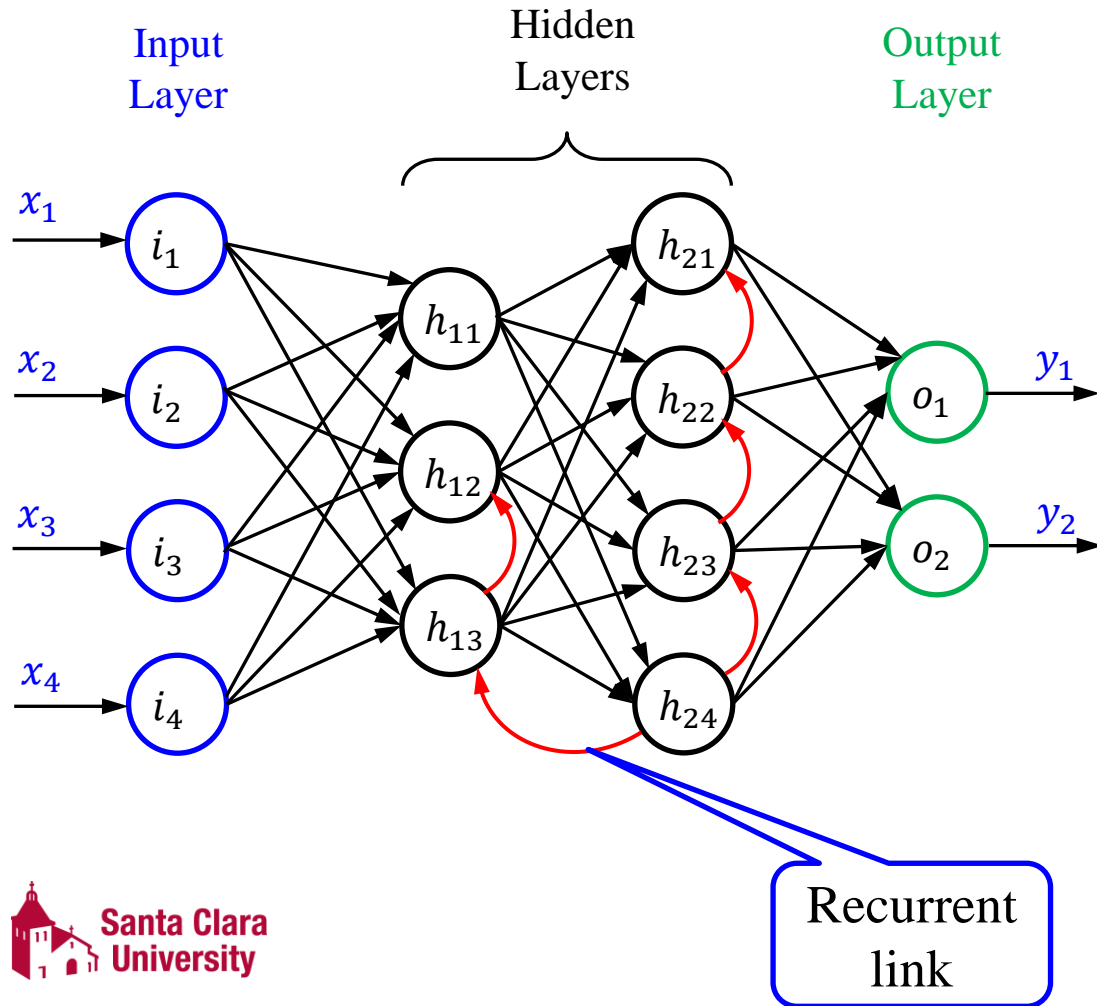 Input
Layer
Hidden
Layers
Output
Layer
x₁
i₁
h₂₁
h₁₁
x₂
i₂
h₂₂
o₁
y₁
h₁₂
x₃
i₃
h₂₃
o₂
y₂
h₁₃
x₄
i₄
h₂₄
Recurrent
link
Santa Clara
University